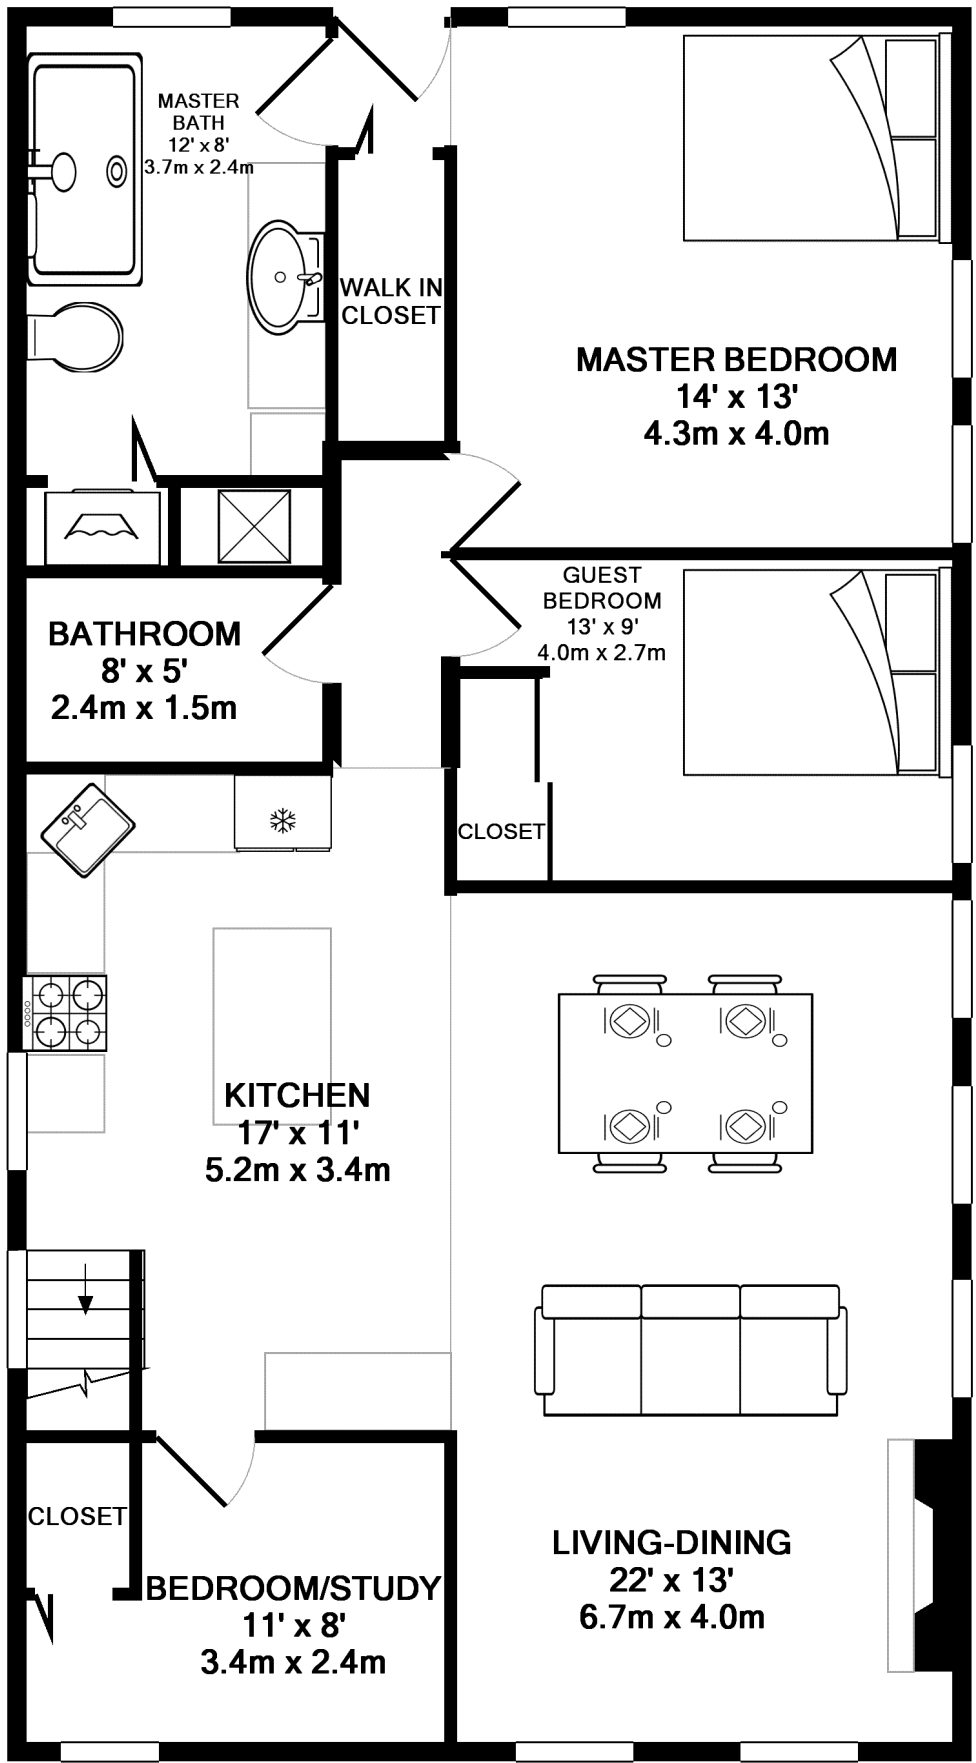 MASTER
BATH
12' x 8'
3.7m x 2.4m
WALK IN
CLOSET
MASTER BEDROOM
14' x 13'
4.3m x 4.0m
GUEST
BEDROOM
13' x 9'
4.0m x 2.7m
BATHROOM
8' x 5'
2.4m x 1.5m
CLOSET
KITCHEN
17' x 11'
5.2m x 3.4m
CLOSET
BEDROOM/STUDY
11' x 8'
3.4m x 2.4m
LIVING-DINING
22' x 13'
6.7m x 4.0m